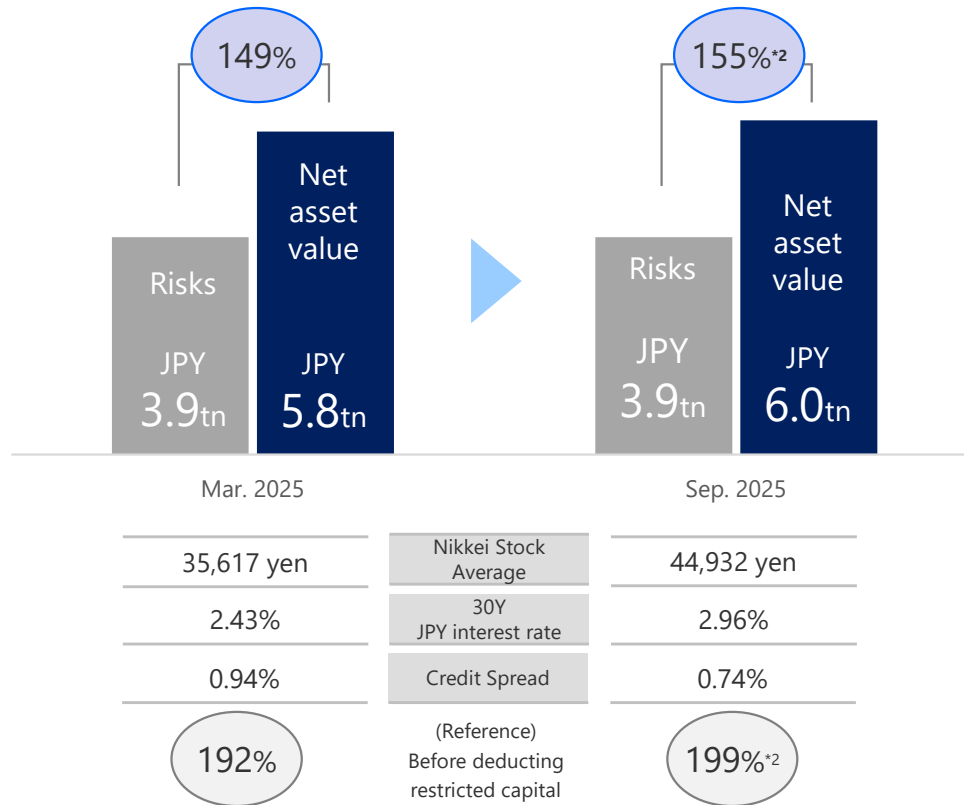 149%
155%*2
Net
asset
value
Risks
JPY
3.9tn
JPY
5.8tn
Net
asset
value
Risks
JPY
3.9tn
JPY
6.0tn
Mar. 2025
Sep. 2025
35,617 yen
Nikkei Stock
Average
44,932 yen
2.43%
30Y
JPY interest rate
2.96%
0.94%
Credit Spread
0.74%
192%
(Reference)
Before deducting
restricted capital
199%*2